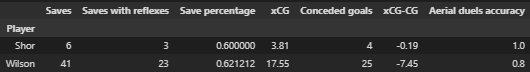 Saves Saves with reflexes Save percentage xCG Conceded goals xCG-CG Aerial duels accuracy
Player
Shor 6 3 0.600000 3.81 4 -0.19 1.0
Wilson 41 23 0.621212 17.55 25 -7.45 0.8